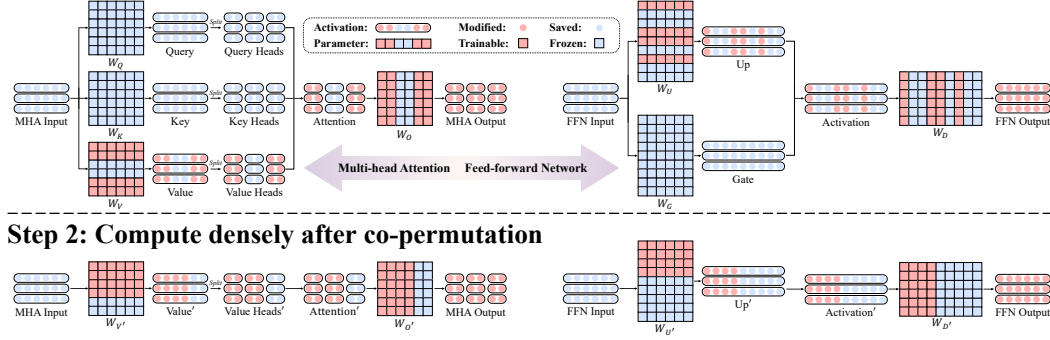 Activation: Modified: Saved:
Parameter: Trainable: Frozen:
W_Q
Split
Query
Query Heads
MHA Input
W_K
Split
Key
Key Heads
Attention
W_O
MHA Output
W_V
Split
Value
Value Heads
Multi-head Attention Feed-forward Network
FFN Input
W_U
Up
W_G
Gate
Activation
W_D
FFN Output
Step 2: Compute densely after co-permutation
MHA Input
W_V′
Split
Value′
Value Heads′
Attention′
W_O′
MHA Output
FFN Input
W_U′
Up′
Activation′
W_D′
FFN Output